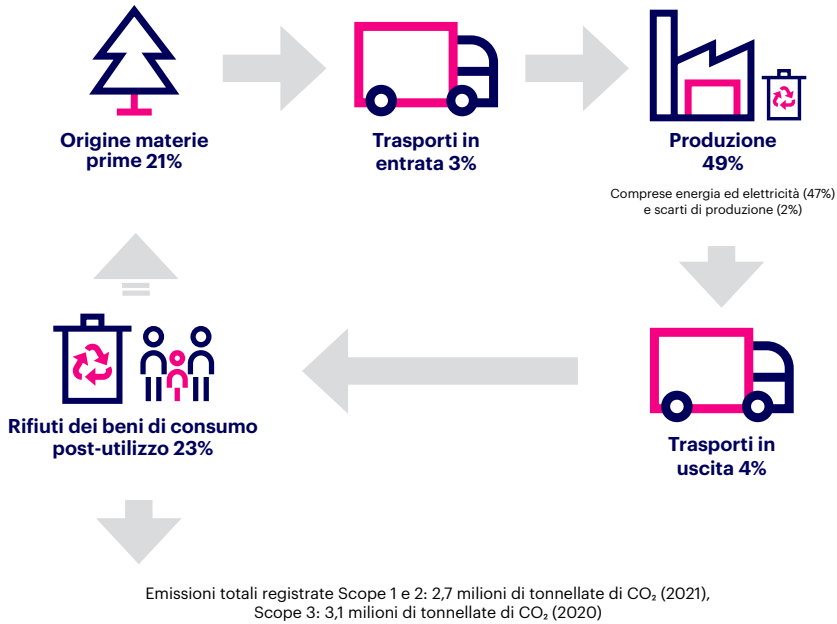 Origine materie
prime 21%
Trasporti in
entrata 3%
Produzione
49%
Comprese energia ed elettricità (47%)
e scarti di produzione (2%)
Rifiuti dei beni di consumo
post-utilizzo 23%
Trasporti in
uscita 4%
Emissioni totali registrate Scope 1 e 2: 2,7 milioni di tonnellate di CO₂ (2021),
Scope 3: 3,1 milioni di tonnellate di CO₂ (2020)